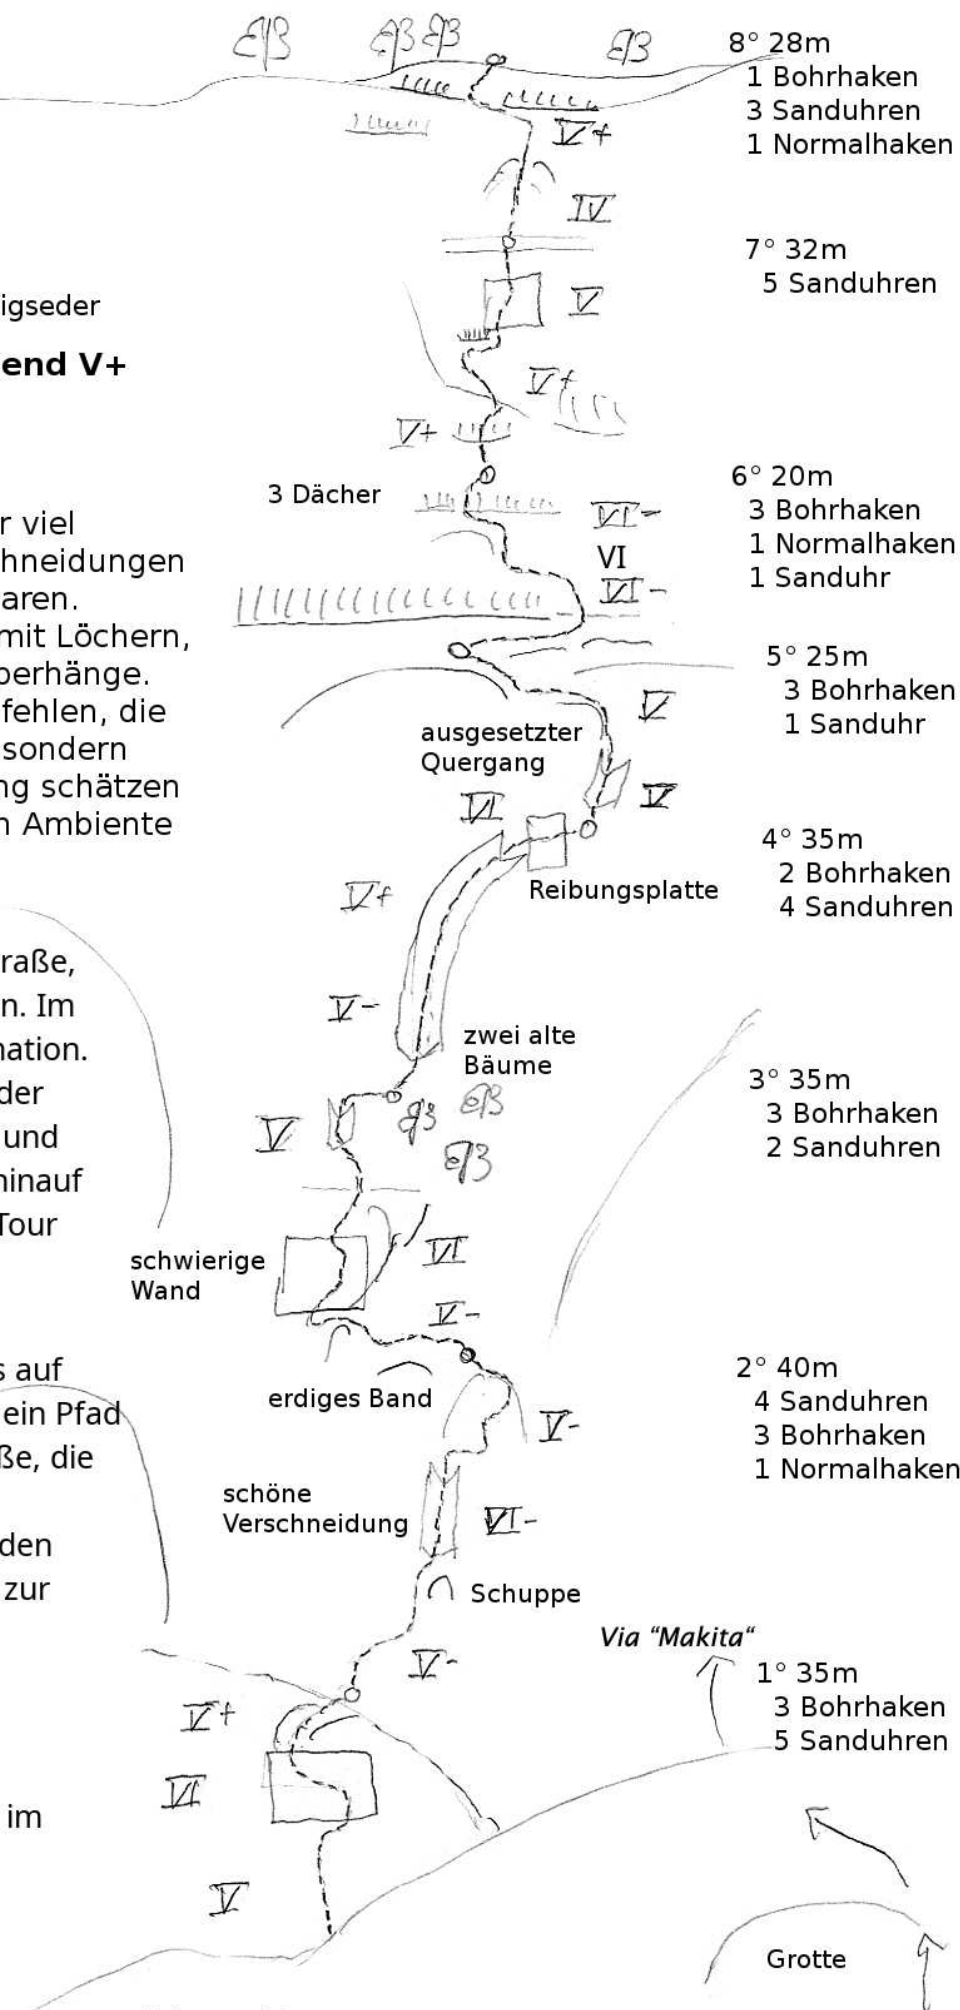 8° 28m
1 Bohrhaken
3 Sanduhren
1 Normalhaken
V+
IV
7° 32m
5 Sanduhren
V
igseder
end V+
V+
V+
3 Dächer
6° 20m
3 Bohrhaken
1 Normalhaken
1 Sanduhr
VI-
VI
VI-
r viel
hneidungen
aren.
mit Löchern,
berhänge.
fehlen, die
sondern
ng schätzen
n Ambiente
5° 25m
3 Bohrhaken
1 Sanduhr
V
ausgesetzter
Quergang
V
VI
4° 35m
2 Bohrhaken
4 Sanduhren
Reibungsplatte
V+
raße,
n. Im
nation.
der
und
hinauf
Tour
V-
zwei alte
Bäume
3° 35m
3 Bohrhaken
2 Sanduhren
V
schwierige
Wand
VI
V-
erdiges Band
2° 40m
4 Sanduhren
3 Bohrhaken
1 Normalhaken
s auf
ein Pfad
ße, die
den
zur
V-
schöne
Verschneidung
VI-
Schuppe
Via "Makita"
V-
1° 35m
3 Bohrhaken
5 Sanduhren
V+
VI
im
V
Grotte